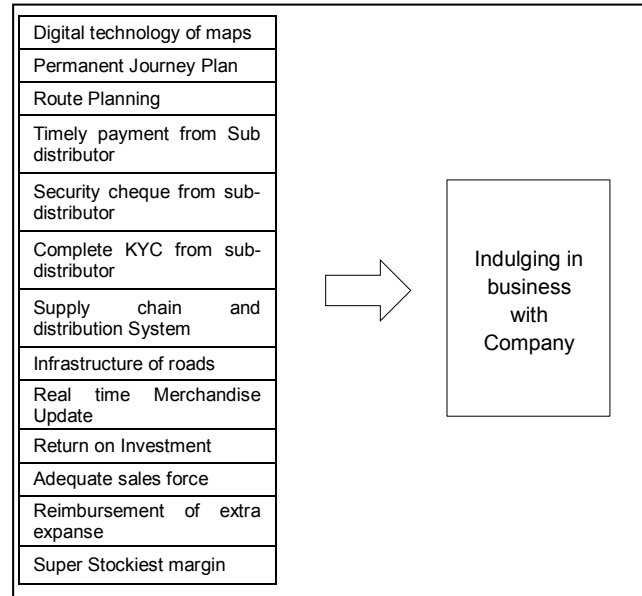 Digital technology of maps
Permanent Journey Plan
Route Planning
Timely payment from Sub
distributor
Security cheque from sub-
distributor
Complete KYC from sub-
distributor
Supply chain and
distribution System
Infrastructure of roads
Real time Merchandise
Update
Return on Investment
Adequate sales force
Reimbursement of extra
expanse
Super Stockiest margin
Indulging in
business
with
Company